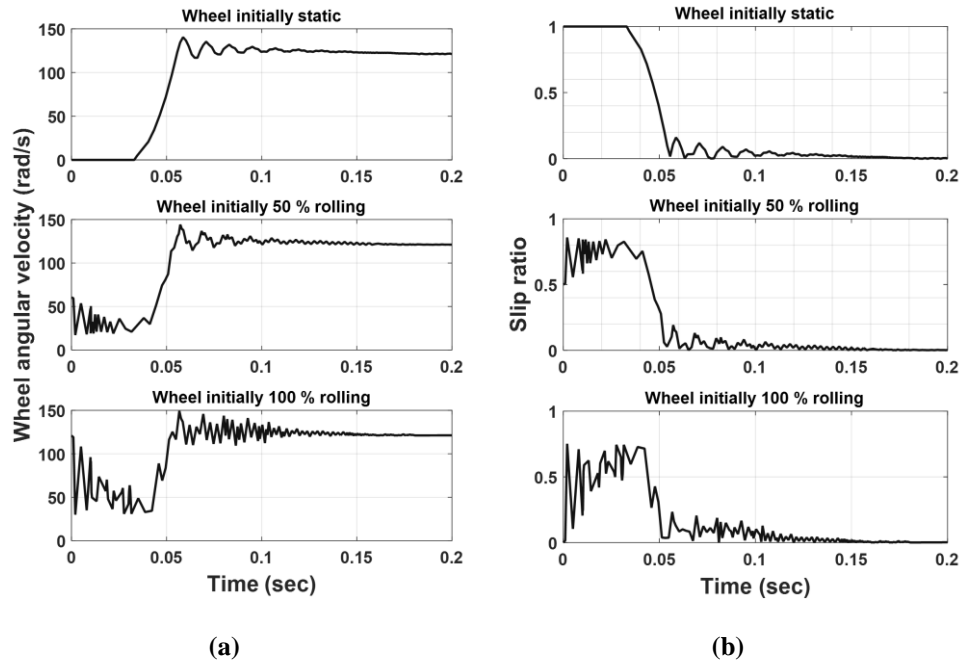 Wheel initially static
150
100
50
0
0 0.05 0.1 0.15 0.2
Wheel initially 50 % rolling
150
100
50
0
0 0.05 0.1 0.15 0.2
Wheel initially 100 % rolling
150
100
50
0
0 0.05 0.1 0.15 0.2
Wheel angular velocity (rad/s)
Time (sec)
(a)
Wheel initially static
1
0.5
0
0 0.05 0.1 0.15 0.2
Wheel initially 50 % rolling
1
0.5
0
0 0.05 0.1 0.15 0.2
Wheel initially 100 % rolling
1
0.5
0
0 0.05 0.1 0.15 0.2
Slip ratio
Time (sec)
(b)